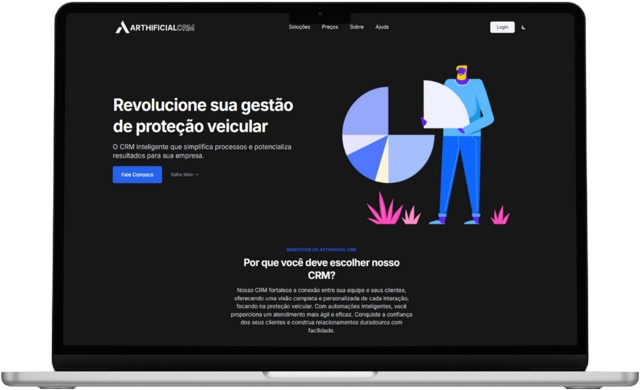 ARTHIFICIALCRM
Soluções Preços Sobre Ajuda
Login
Revolucione sua gestão
de proteção veicular
O CRM inteligente que simplifica processos e potencializa
resultados para sua empresa.
Fale Conosco
Saiba Mais →
BENEFÍCIOS DO ARTHIFICIAL CRM
Por que você deve escolher nosso
CRM?
Nosso CRM fortalece a conexão entre sua equipe e seus clientes,
oferecendo uma visão completa e personalizada de cada interação,
focando na proteção veicular. Com automações inteligentes, você
proporciona um atendimento mais ágil e eficaz. Conquiste a confiança
dos seus clientes e construa relacionamentos duradouros com
facilidade.